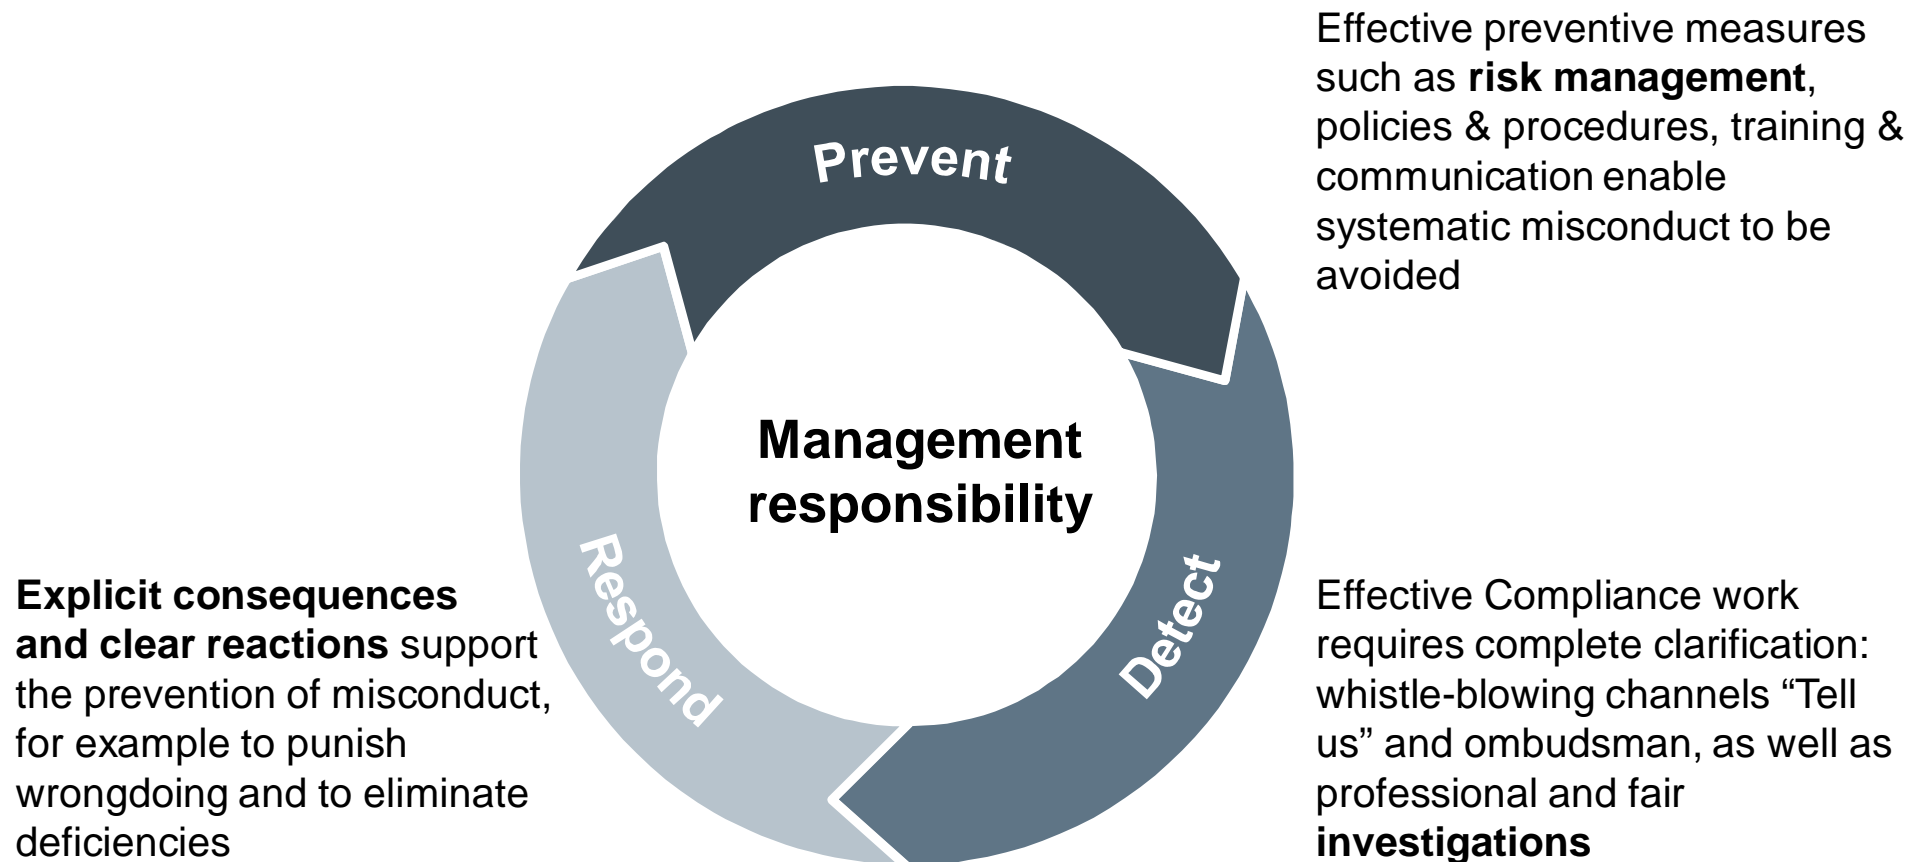 Effective preventive measures
such as risk management,
policies & procedures, training &
communication enable
systematic misconduct to be
avoided
Prevent
Management
responsibility
Respond
Detect
Explicit consequences
and clear reactions support
the prevention of misconduct,
for example to punish
wrongdoing and to eliminate
deficiencies
Effective Compliance work
requires complete clarification:
whistle-blowing channels “Tell
us” and ombudsman, as well as
professional and fair
investigations